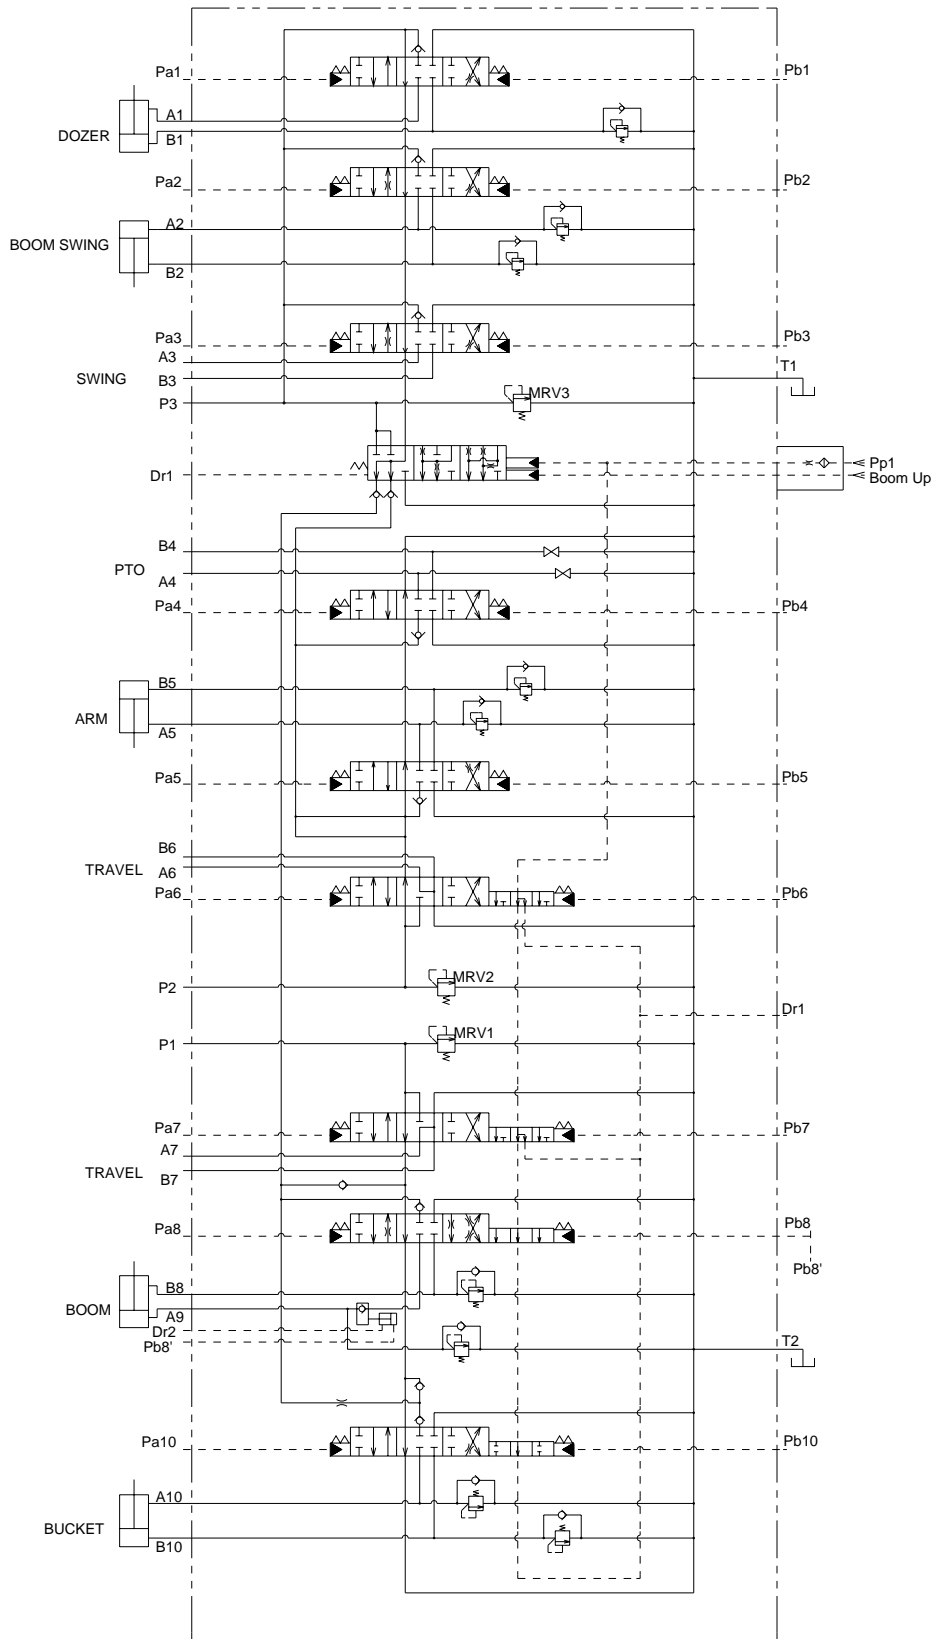 Pa1
Pb1
A1
DOZER
B1
Pa2
Pb2
A2
BOOM SWING
B2
Pa3
Pb3
A3
T1
SWING
B3
P3
MRV3
Pp1
Dr1
Boom Up
B4
PTO
A4
Pa4
Pb4
B5
ARM
A5
Pa5
Pb5
B6
TRAVEL
A6
Pa6
Pb6
MRV2
P2
Dr1
MRV1
P1
Pa7
Pb7
A7
TRAVEL
B7
Pa8
Pb8
Pb8'
B8
BOOM
A9
Dr2
Pb8'
T2
Pa10
Pb10
A10
BUCKET
B10